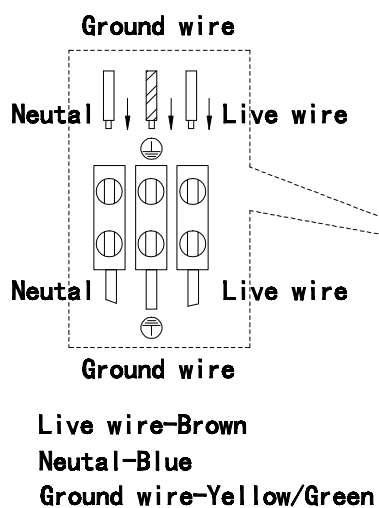 Ground wire
Neutal Live wire
Neutal Live wire
Ground wire
Live wire-Brown
Neutal-Blue
Ground wire-Yellow/Green